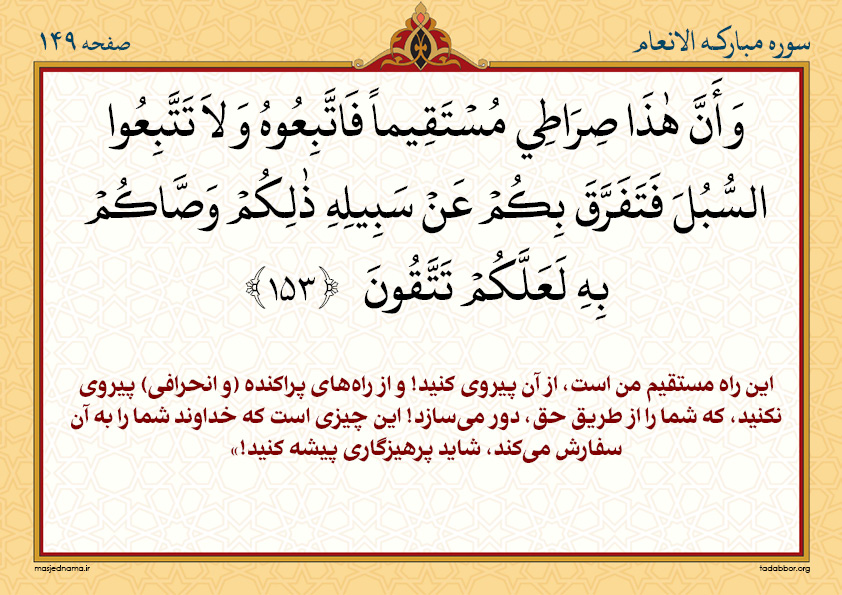 سوره مبارکه الانعام
صفحه ۱۴۹
وَ أَنَّ هٰذَا صِرَاطِي مُسْتَقِيماً فَاتَّبِعُوهُ وَ لاَ تَتَّبِعُوا
السُّبُلَ فَتَفَرَّقَ بِكُمْ عَنْ سَبِيلِهِ ذٰلِكُمْ وَصَّاكُمْ
بِهِ لَعَلَّكُمْ تَتَّقُونَ ﴿۱۵۳﴾
این راه مستقیم من است، از آن پیروی کنید! و از راه‌های پراکنده (و انحرافی) پیروی
نکنید، که شما را از طریق حق، دور می‌سازد! این چیزی است که خداوند شما را به آن
سفارش می‌کند، شاید پرهیزگاری پیشه کنید!»
masjednama.ir
tadabbor.org